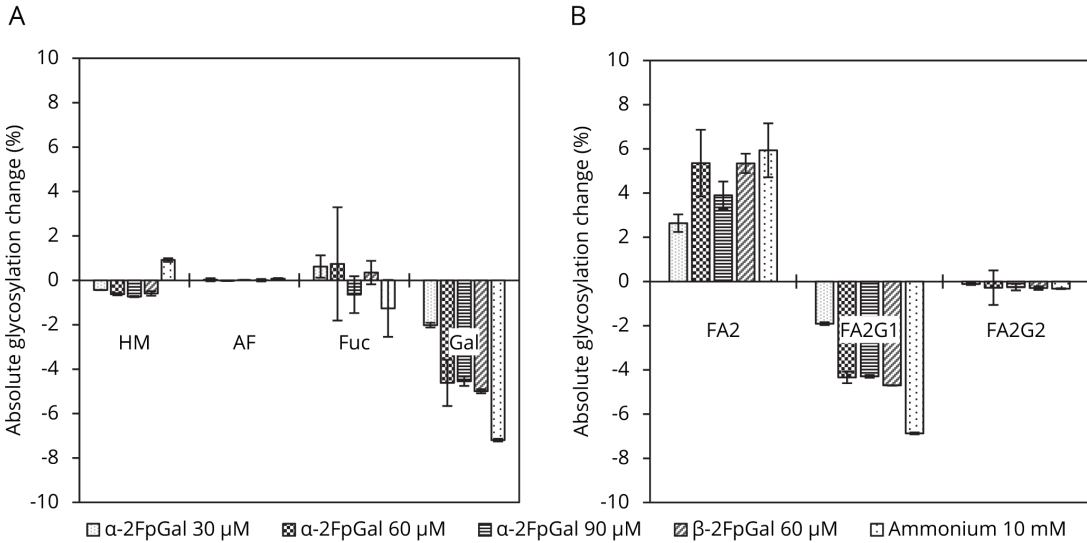 A
B
Absolute glycosylation change (%)
10
8
6
4
2
0
-2
-4
-6
-8
-10
HM
AF
Fuc
Gal
Absolute glycosylation change (%)
10
8
6
4
2
0
-2
-4
-6
-8
-10
FA2
FA2G1
FA2G2
α-2FpGal 30 µM α-2FpGal 60 µM α-2FpGal 90 µM β-2FpGal 60 µM Ammonium 10 mM